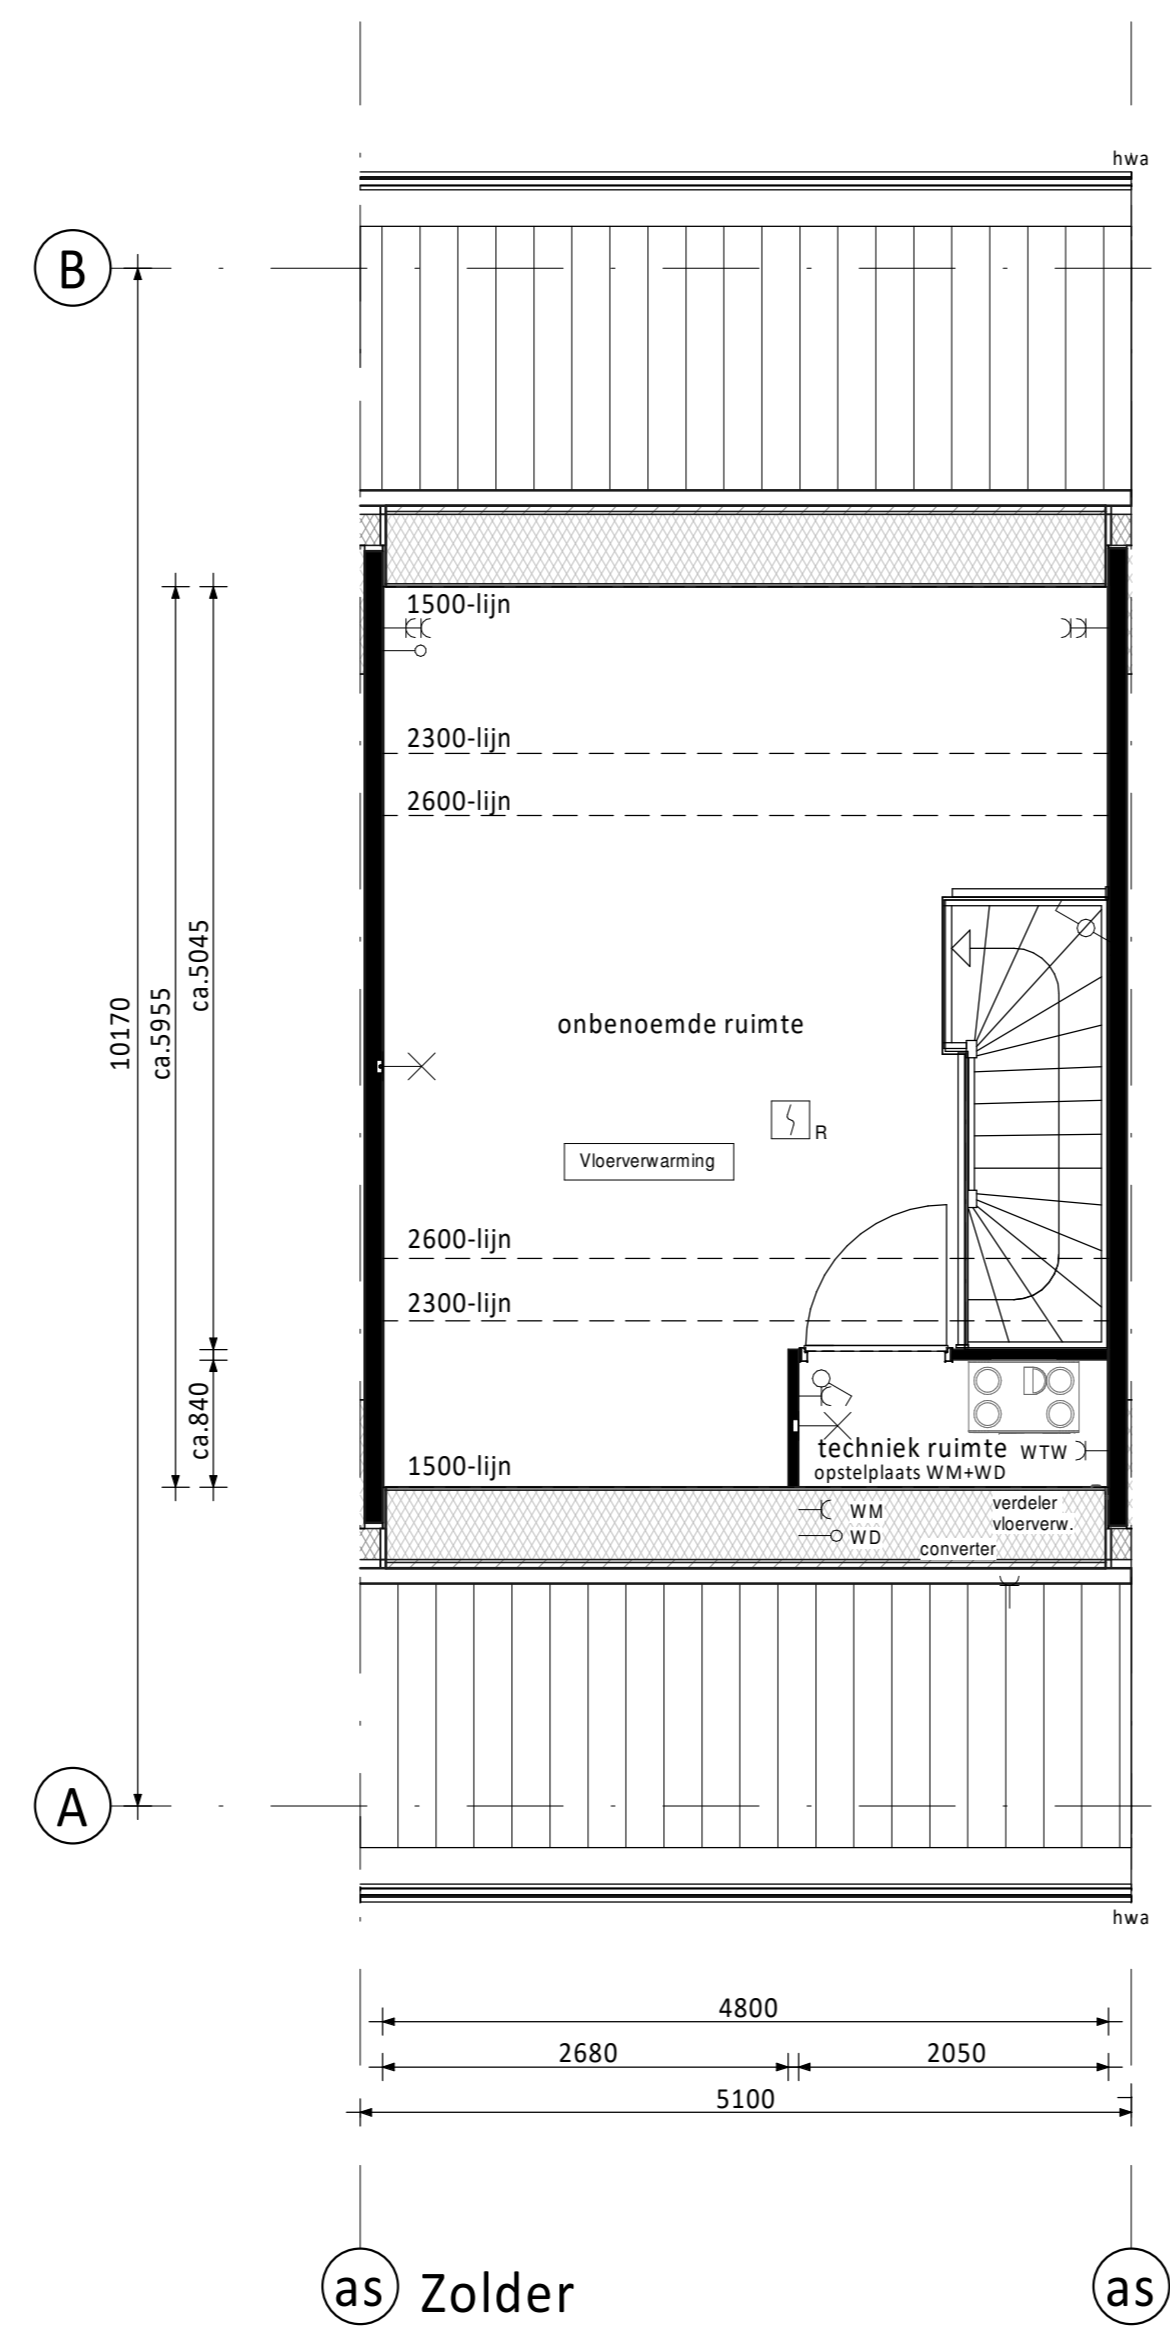 hwa
B
1500-lijn
2300-lijn
2600-lijn
10170
ca.5955
ca.5045
onbenoemde ruimte
R
Vloerverwarming
2600-lijn
2300-lijn
ca.840
1500-lijn
techniek ruimte WTW
opstelplaats WM+WD
WM
WD
verdeler
vloerverw.
converter
A
hwa
4800
2680 2050
5100
as Zolder as